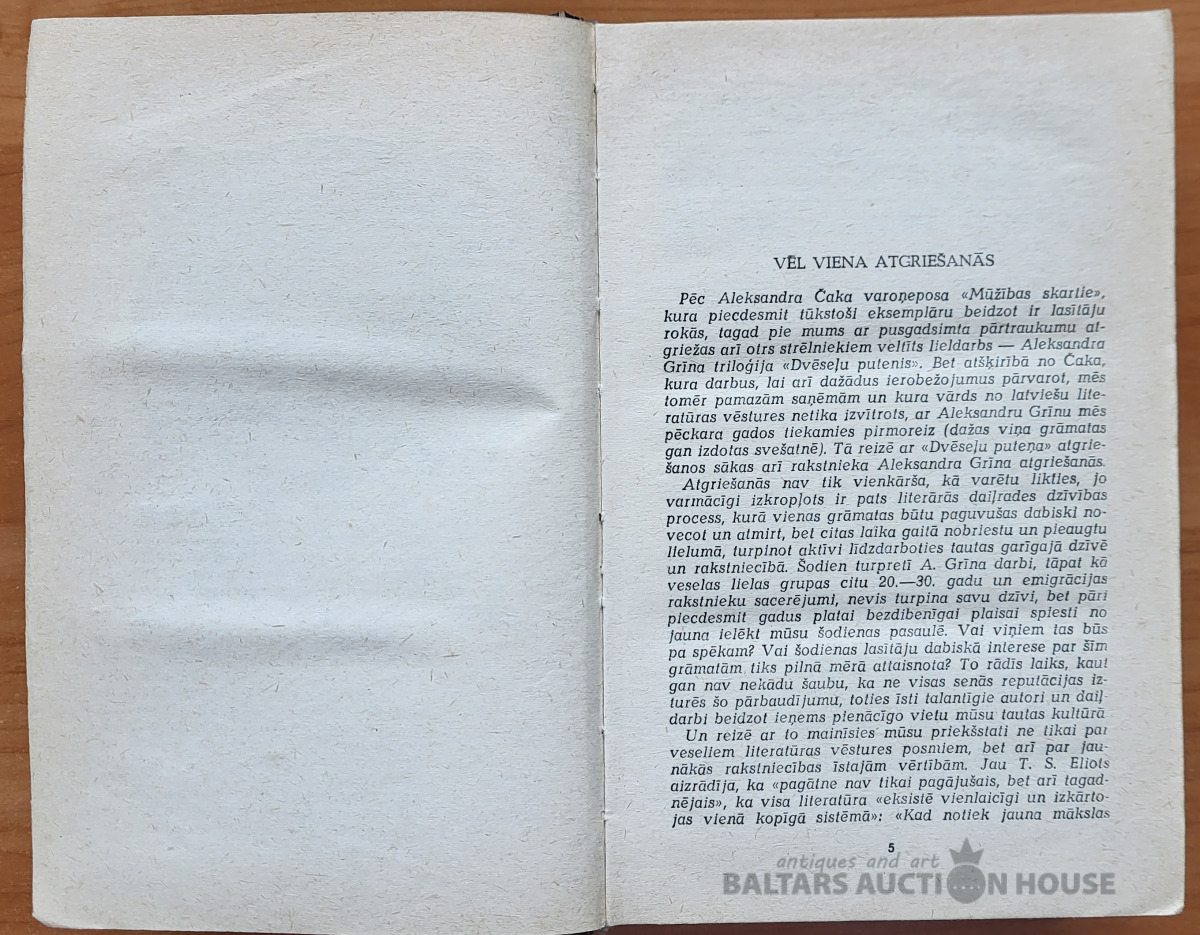 VĒL VIENA ATGRIEŠANĀS
Pēc Aleksandra Čaka varoņeposa «Mūžības skartie»,
kura piecdesmit tūkstoši eksemplāru beidzot ir lasītāju
rokās, tagad pie mums ar pusgadsimta pārtraukumu at-
griežas arī otrs strēlniekiem veltīts lieldarbs — Aleksandra
Grīna triloģija «Dvēseļu putenis». Bet atšķirībā no Čaka,
kura darbus, lai arī dažādus ierobežojumus pārvarot, mēs
tomēr pamazām saņēmām un kura vārds no latviešu lite-
ratūras vēstures netika izvītrots, ar Aleksandru Grīnu mēs
pēckara gados tiekamies pirmoreiz (dažas viņa grāmatas
gan izdotas svešatnē). Tā reizē ar «Dvēseļu puteņa» atgrie-
šanos sākas arī rakstnieka Aleksandra Grīna atgriešanās.
Atgriešanās nav tik vienkārša, kā varētu likties, jo
varmācīgi izkropļots ir pats literārās daiļrades dzīvības
process, kurā vienas grāmatas būtu paguvušas dabiski no-
vecot un atmirt, bet citas laika gaitā nobriestu un pieaugtu
lielumā, turpinot aktīvi līdzdarboties tautas garīgajā dzīvē
un rakstniecībā. Šodien turpretī A. Grīna darbi, tāpat kā
veselas lielas grupas citu 20.—30. gadu un emigrācijas
rakstnieku sacerējumi, nevis turpina savu dzīvi, bet pāri
piecdesmit gadus platai bezdibenīgai plaisai spiesti no
jauna ielēkt mūsu šodienas pasaulē. Vai viņiem tas būs
pa spēkam? Vai šodienas lasītāju dabiskā interese par šīm
grāmatām tiks pilnā mērā attaisnota? To rādīs laiks, kaut
gan nav nekādu šaubu, ka ne visas senās reputācijas iz-
turēs šo pārbaudījumu, toties īsti talantīgie autori un daiļ-
darbi beidzot ieņems pienācīgo vietu mūsu tautas kultūrā
Un reizē ar to mainīsies mūsu priekšstati ne tikai par
veseliem literatūras vēstures posmiem, bet arī par jau-
nākās rakstniecības īstajām vērtībām. Jau T. S. Eliots
aizrādīja, ka «pagātne nav tikai pagājušais, bet arī tagad-
nējais», ka visa literatūra «eksistē vienlaicīgi un izkārto-
jas vienā kopīgā sistēmā»: «Kad notiek jauna mākslas
5
antiques and art
BALTARS AUCTION HOUSE